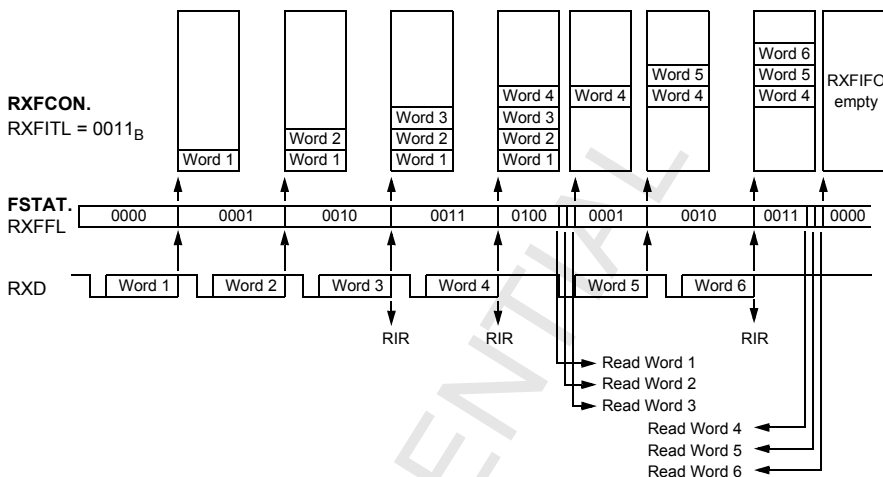 Word 6
Word 5 Word 5
Word 4 Word 4 Word 4 Word 4
RXFIFO
empty
Word 3 Word 3
Word 2 Word 2 Word 2
Word 1 Word 1 Word 1 Word 1
RXFCON.
RXFITL = 0011B
FSTAT.
RXFFL
0000 0001 0010 0011 0100 0001 0010 0011 0000
RXD Word 1 Word 2 Word 3 Word 4 Word 5 Word 6
RIR RIR RIR
Read Word 1
Read Word 2
Read Word 3
Read Word 4
Read Word 5
Read Word 6
ENTIAL